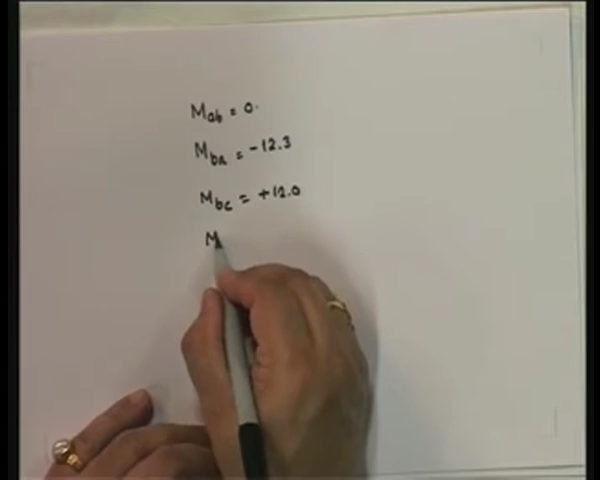 Mab = 0.
Mba = -12.3
Mbc = +12.0
M